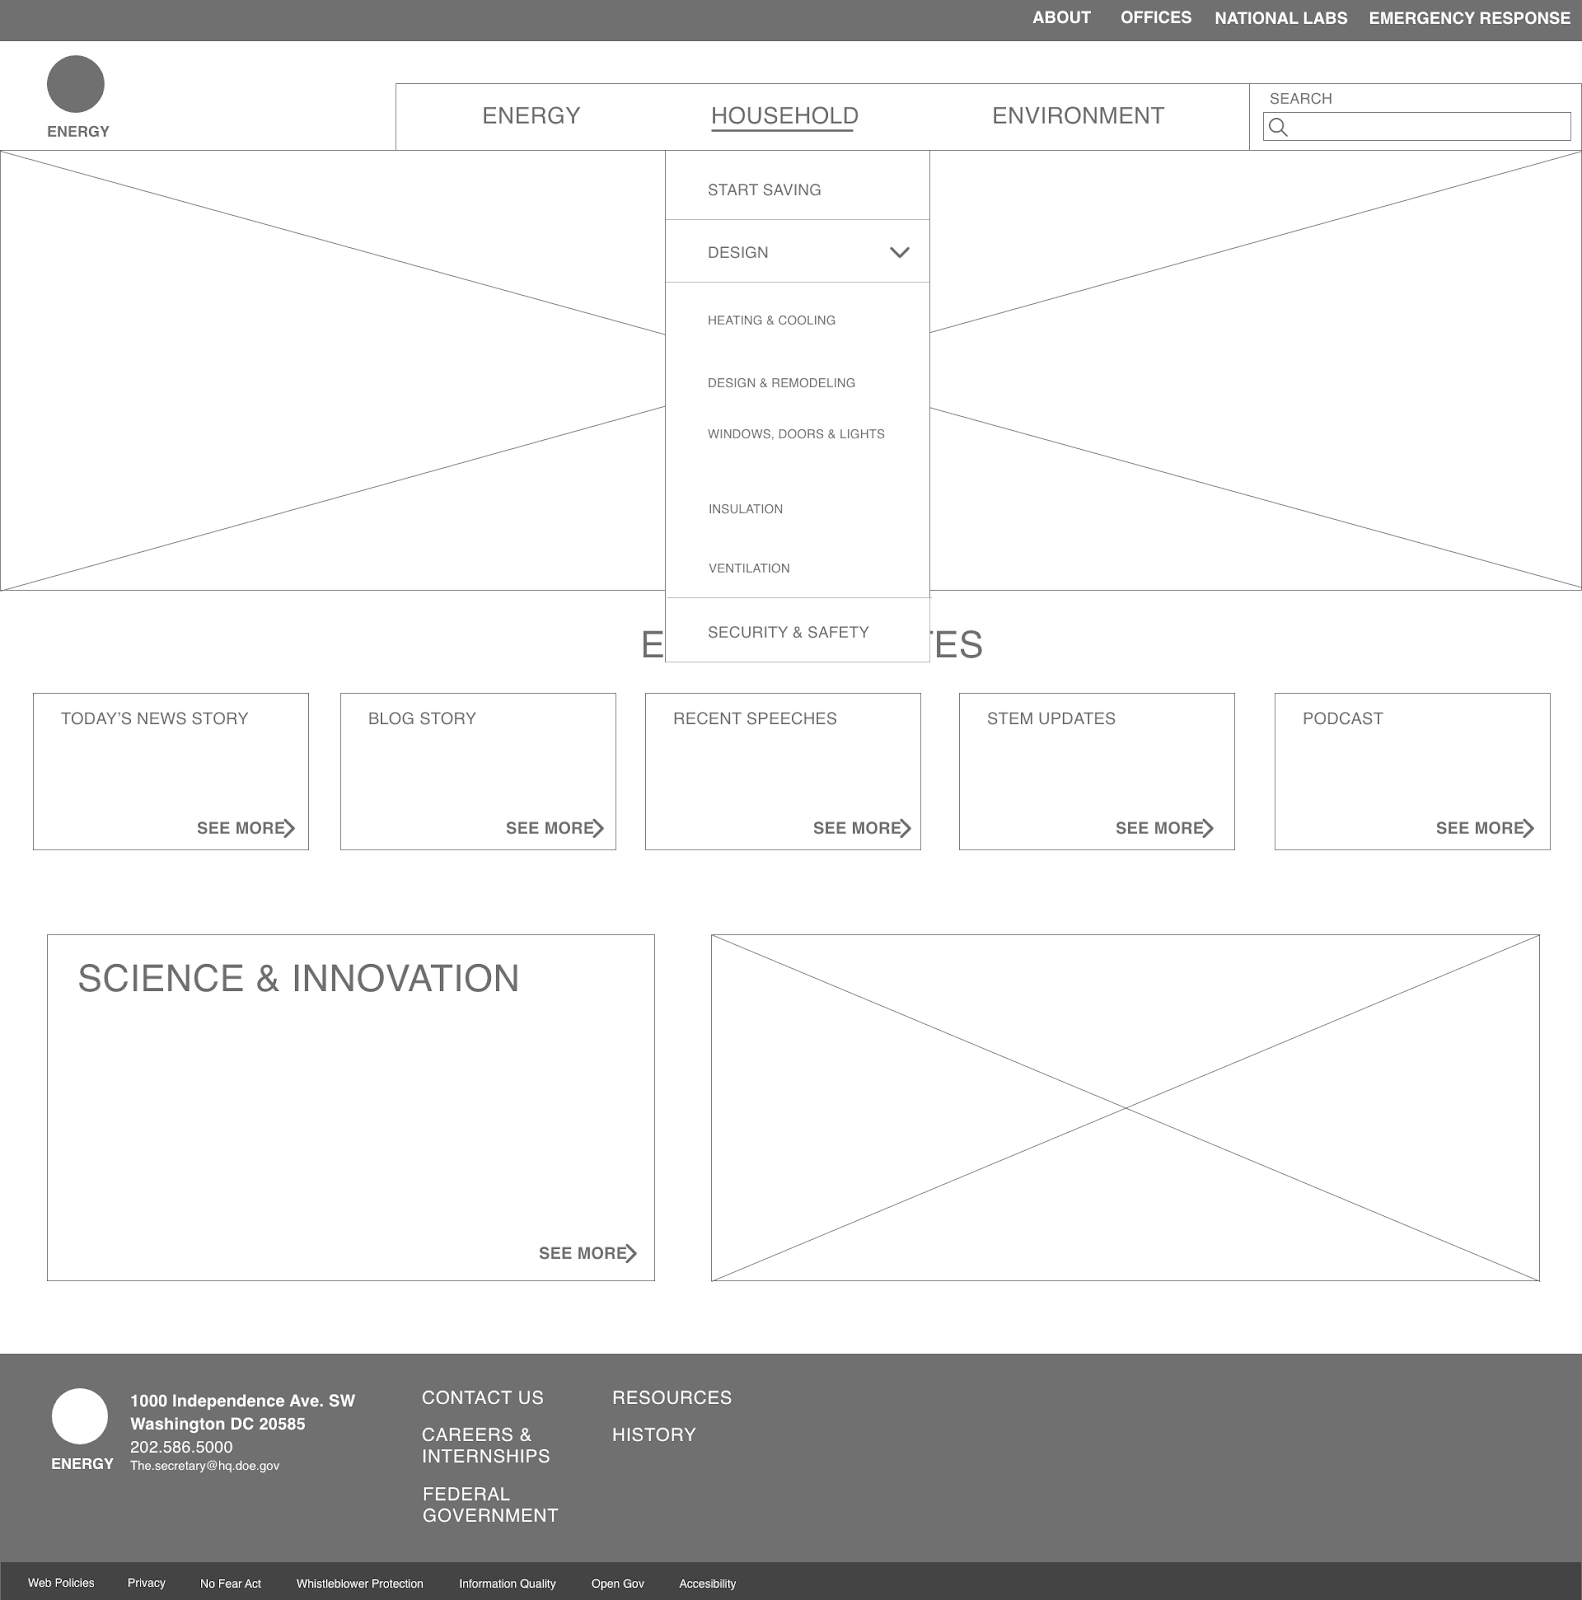 ABOUT OFFICES NATIONAL LABS EMERGENCY RESPONSE
ENERGY
ENERGY HOUSEHOLD ENVIRONMENT
SEARCH
START SAVING
DESIGN
HEATING & COOLING
DESIGN & REMODELING
WINDOWS, DOORS & LIGHTS
INSULATION
VENTILATION
SECURITY & SAFETY
TODAY'S NEWS STORY
SEE MORE
BLOG STORY
SEE MORE
RECENT SPEECHES
SEE MORE
STEM UPDATES
SEE MORE
PODCAST
SEE MORE
SCIENCE & INNOVATION
SEE MORE
ENERGY
1000 Independence Ave. SW
Washington DC 20585
202.586.5000
The.secretary@hq.doe.gov
CONTACT US
CAREERS &
INTERNSHIPS
FEDERAL
GOVERNMENT
RESOURCES
HISTORY
Web Policies Privacy No Fear Act Whistleblower Protection Information Quality Open Gov Accesibility